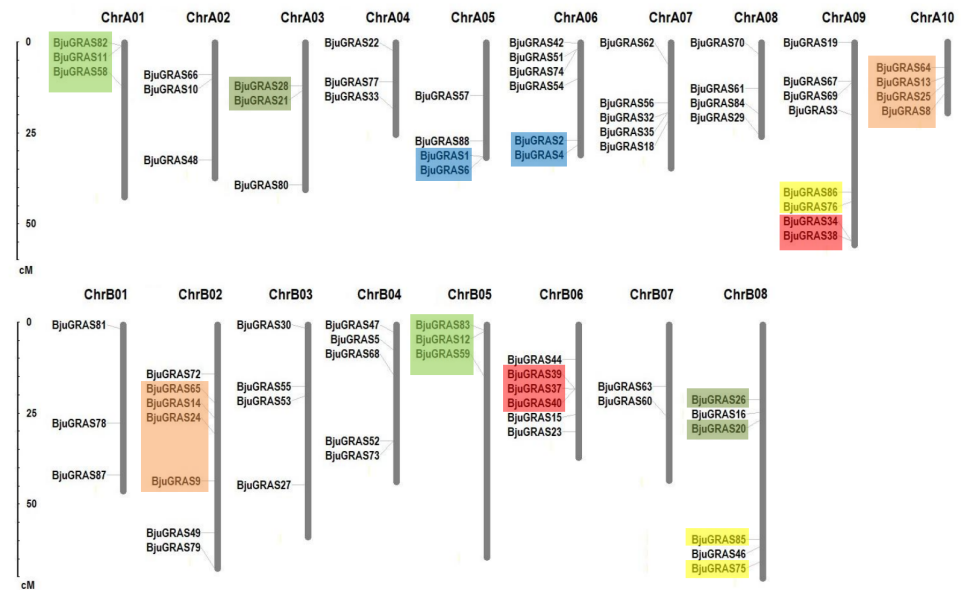 ChrA01 ChrA02 ChrA03 ChrA04 ChrA05 ChrA06 ChrA07 ChrA08 ChrA09 ChrA10
0 BjuGRAS82 BjuGRAS22 BjuGRAS42 BjuGRAS62 BjuGRAS70 BjuGRAS19
BjuGRAS11 BjuGRAS51
BjuGRAS58 BjuGRAS66 BjuGRAS74 BjuGRAS64
BjuGRAS10 BjuGRAS28 BjuGRAS77 BjuGRAS54 BjuGRAS61 BjuGRAS67 BjuGRAS13
BjuGRAS21 BjuGRAS33 BjuGRAS57 BjuGRAS56 BjuGRAS84 BjuGRAS69 BjuGRAS25
BjuGRAS32 BjuGRAS29 BjuGRAS3 BjuGRAS8
25 BjuGRAS88 BjuGRAS2 BjuGRAS35
BjuGRAS48 BjuGRAS1 BjuGRAS4 BjuGRAS18
BjuGRAS6
BjuGRAS80 BjuGRAS86
BjuGRAS76
50 BjuGRAS34
BjuGRAS38
cM
ChrB01 ChrB02 ChrB03 ChrB04 ChrB05 ChrB06 ChrB07 ChrB08
0 BjuGRAS81 BjuGRAS30 BjuGRAS47 BjuGRAS83
BjuGRAS5 BjuGRAS12
BjuGRAS68 BjuGRAS59 BjuGRAS44
BjuGRAS72 BjuGRAS39
BjuGRAS65 BjuGRAS55 BjuGRAS37 BjuGRAS63
BjuGRAS14 BjuGRAS53 BjuGRAS40 BjuGRAS60 BjuGRAS26
25 BjuGRAS78 BjuGRAS24 BjuGRAS15 BjuGRAS16
BjuGRAS23 BjuGRAS20
BjuGRAS52
BjuGRAS73
BjuGRAS87 BjuGRAS9 BjuGRAS27
50
BjuGRAS49 BjuGRAS85
BjuGRAS79 BjuGRAS46
BjuGRAS75
cM